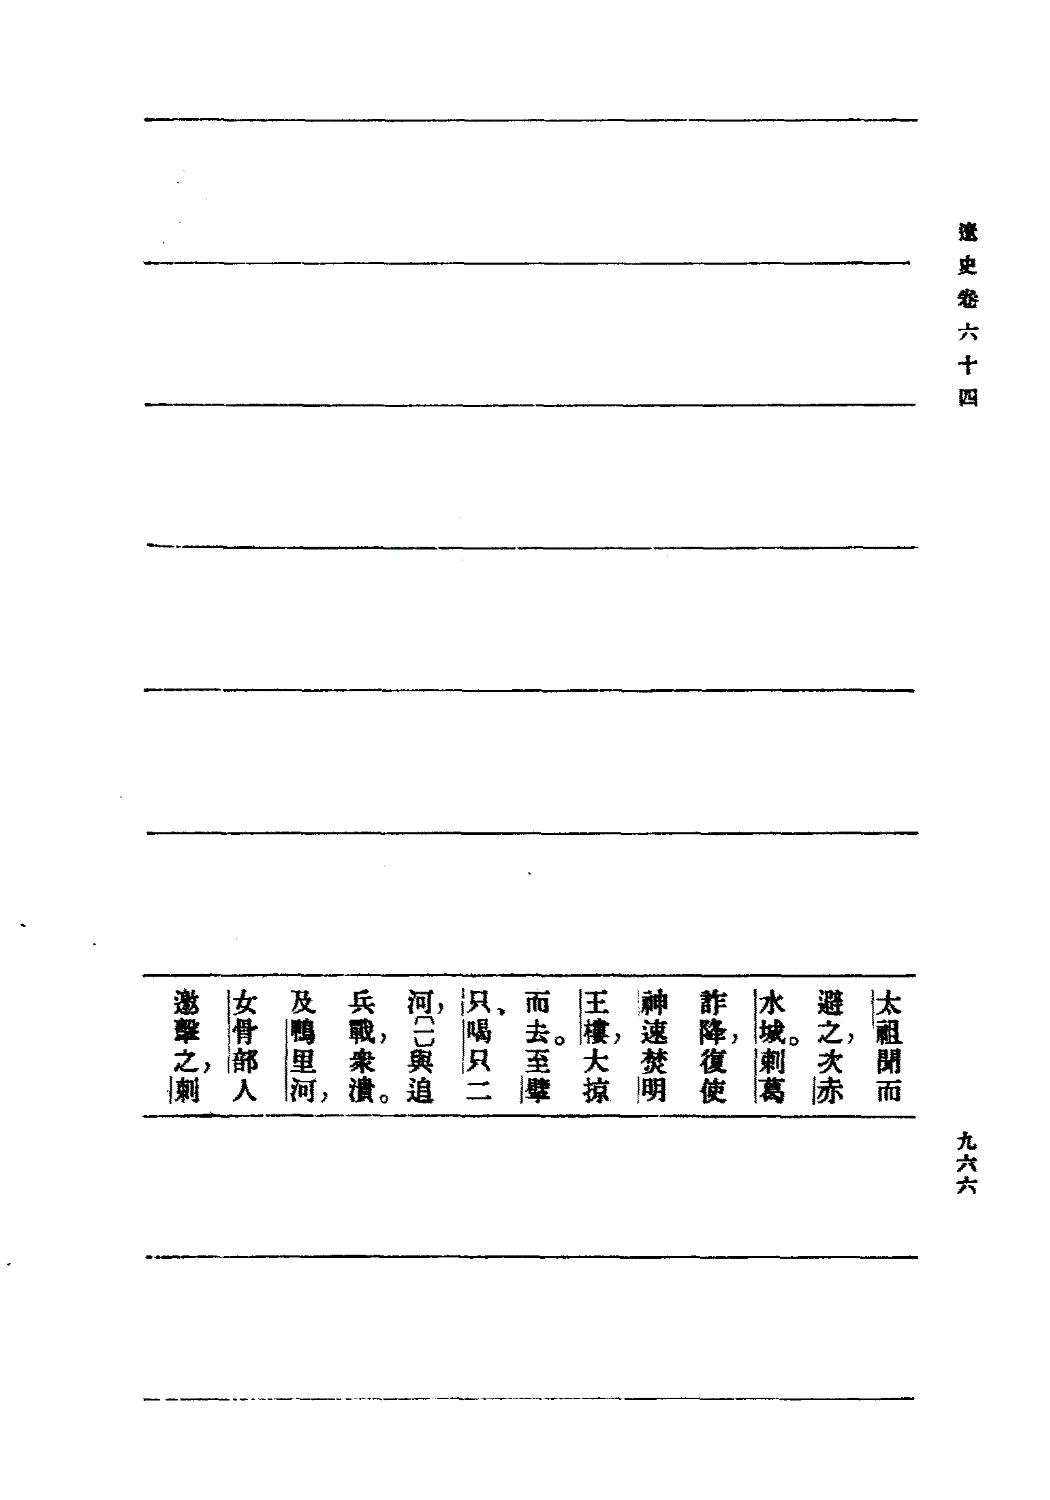 遼史卷六十四
太祖聞而
避之,次赤
水城。剌葛
詐降,復使
神速焚明
王樓,大掠
而去。至擘
只、喝只二
河,〔一〕與追
兵戰,衆潰。
及鴨里河,
女骨部人
邀擊之,剌
九六六